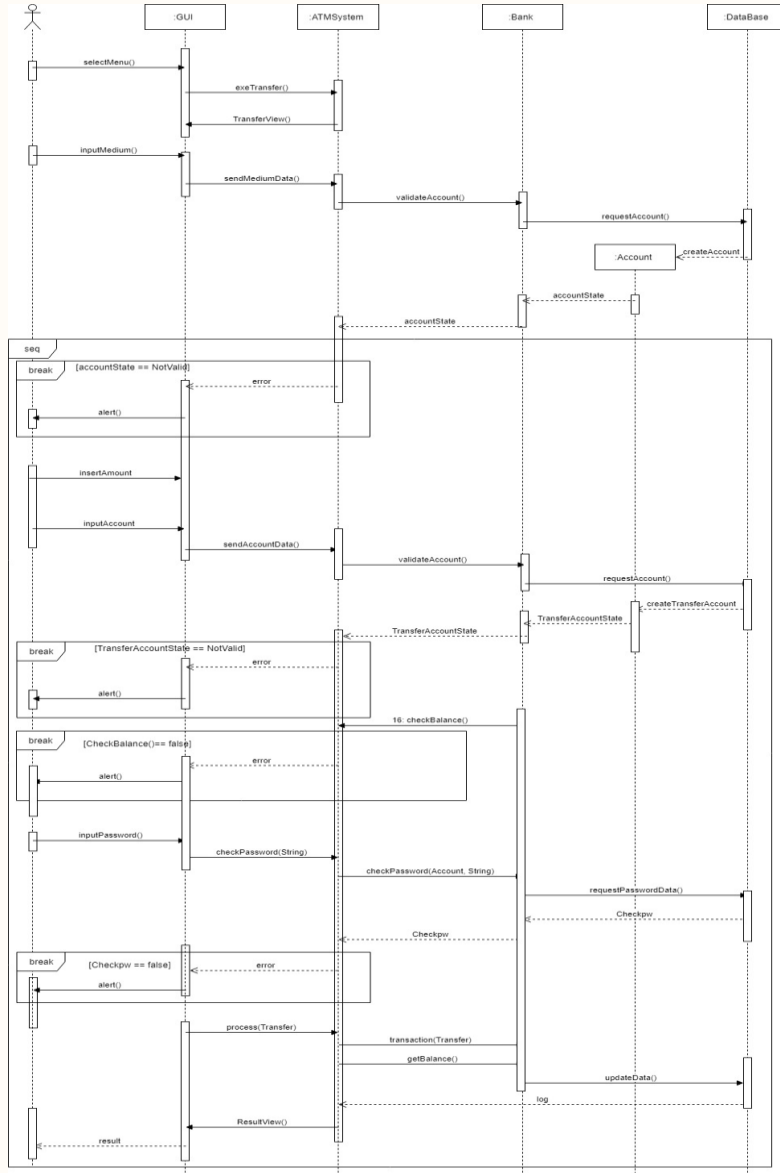 :GUI
:ATMSystem
:Bank
:DataBase
selectMenu()
exeTransfer()
TransferView()
inputMedium()
sendMediumData()
validateAccount()
requestAccount()
createAccount
:Account
accountState
accountState
seq
break
[accountState == NotValid]
error
alert()
insertAmount
inputAccount
sendAccountData()
validateAccount()
requestAccount()
createTransferAccount
TransferAccountState
TransferAccountState
break
[TransferAccountState == NotValid]
error
alert()
16: checkBalance()
break
[CheckBalance()== false]
error
alert()
inputPassword()
checkPassword(String)
checkPassword(Account, String)
requestPasswordData()
Checkpw
Checkpw
break
[Checkpw == false]
error
alert()
process(Transfer)
transaction(Transfer)
getBalance()
updateData()
log
ResultView()
result